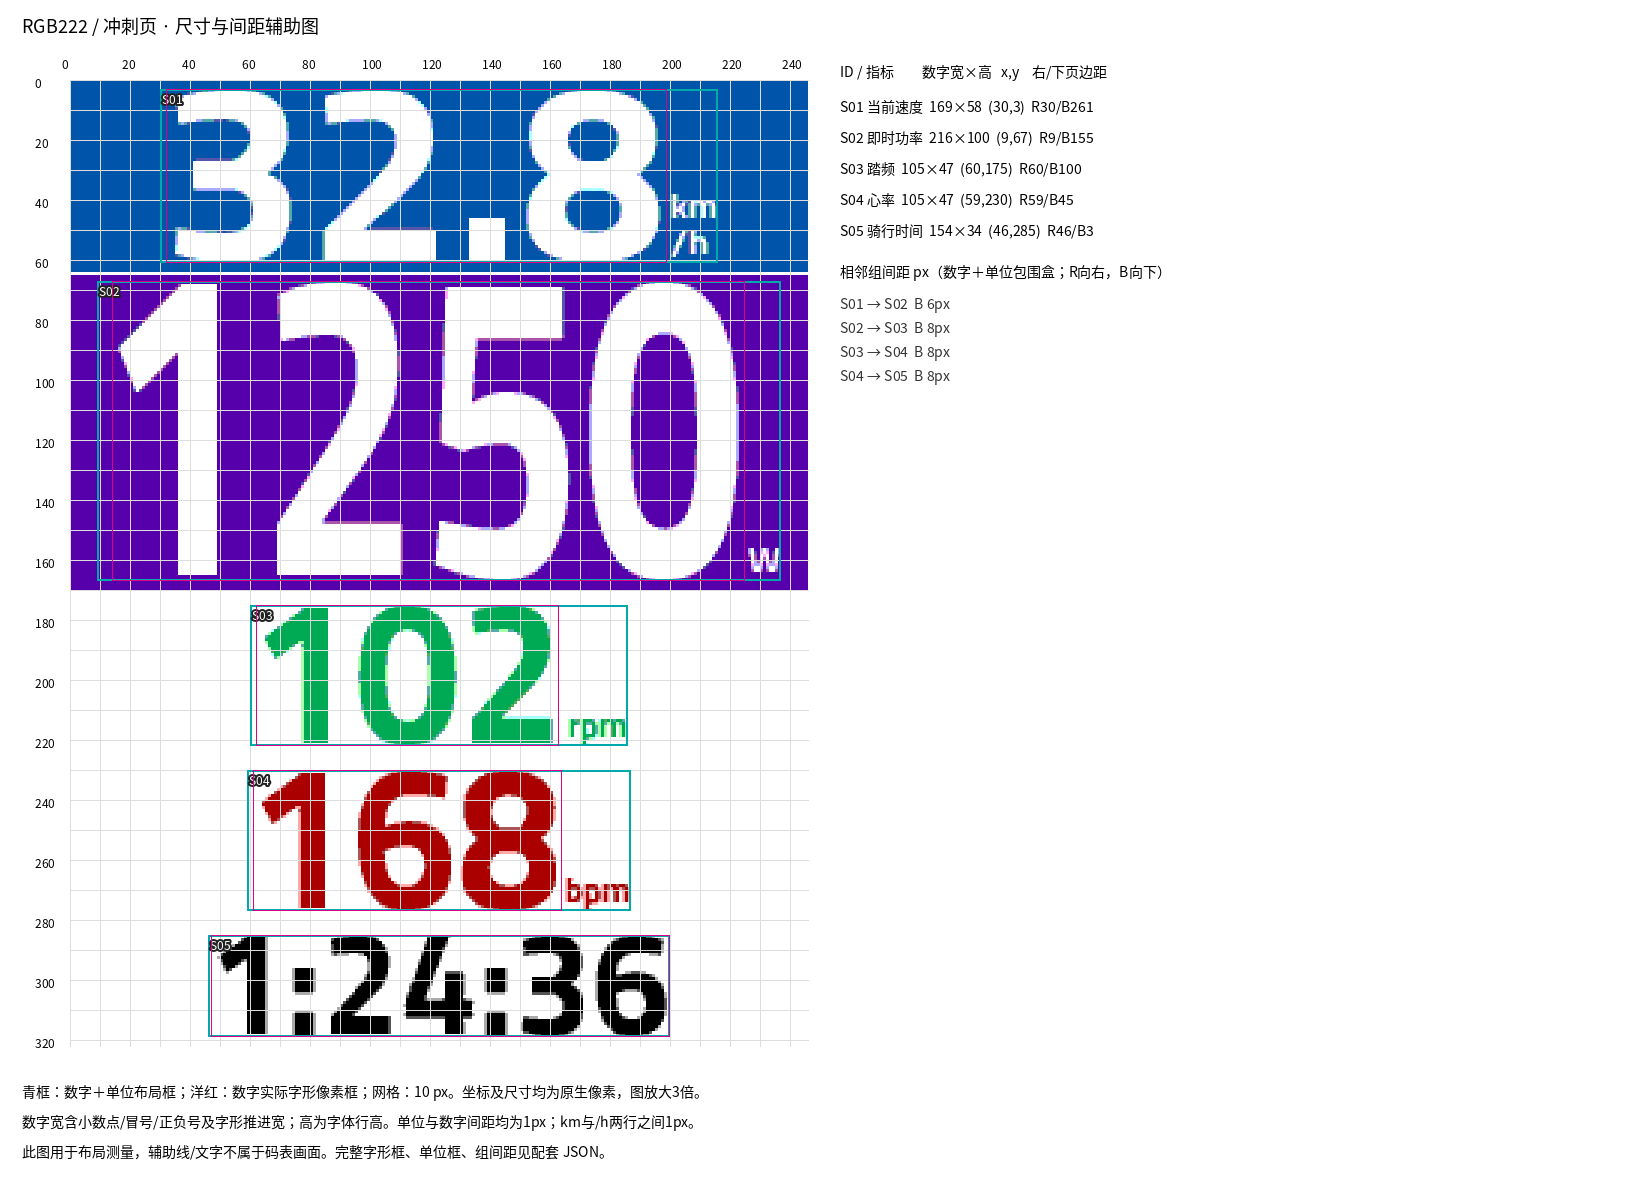 RGB222 / 冲刺页 · 尺寸与间距辅助图
0 20 40 60 80 100 120 140 160 180 200 220 240
0
20
40
60
80
100
120
140
160
180
200
220
240
260
280
300
320
S01
32.8
km
/h
S02
1250
W
S03
102
rpm
S04
168
bpm
S05
1:24:36
ID / 指标 数字宽×高 x,y 右/下页边距
S01 当前速度 169×58 (30,3) R30/B261
S02 即时功率 216×100 (9,67) R9/B155
S03 踏频 105×47 (60,175) R60/B100
S04 心率 105×47 (59,230) R59/B45
S05 骑行时间 154×34 (46,285) R46/B3
相邻组间距 px（数字＋单位包围盒；R向右，B向下）
S01 → S02 B 6px
S02 → S03 B 8px
S03 → S04 B 8px
S04 → S05 B 8px
青框：数字＋单位布局框；洋红：数字实际字形像素框；网格：10 px。坐标及尺寸均为原生像素，图放大3倍。
数字宽含小数点/冒号/正负号及字形推进宽；高为字体行高。单位与数字间距均为1px；km与/h两行之间1px。
此图用于布局测量，辅助线/文字不属于码表画面。完整字形框、单位框、组间距见配套 JSON。